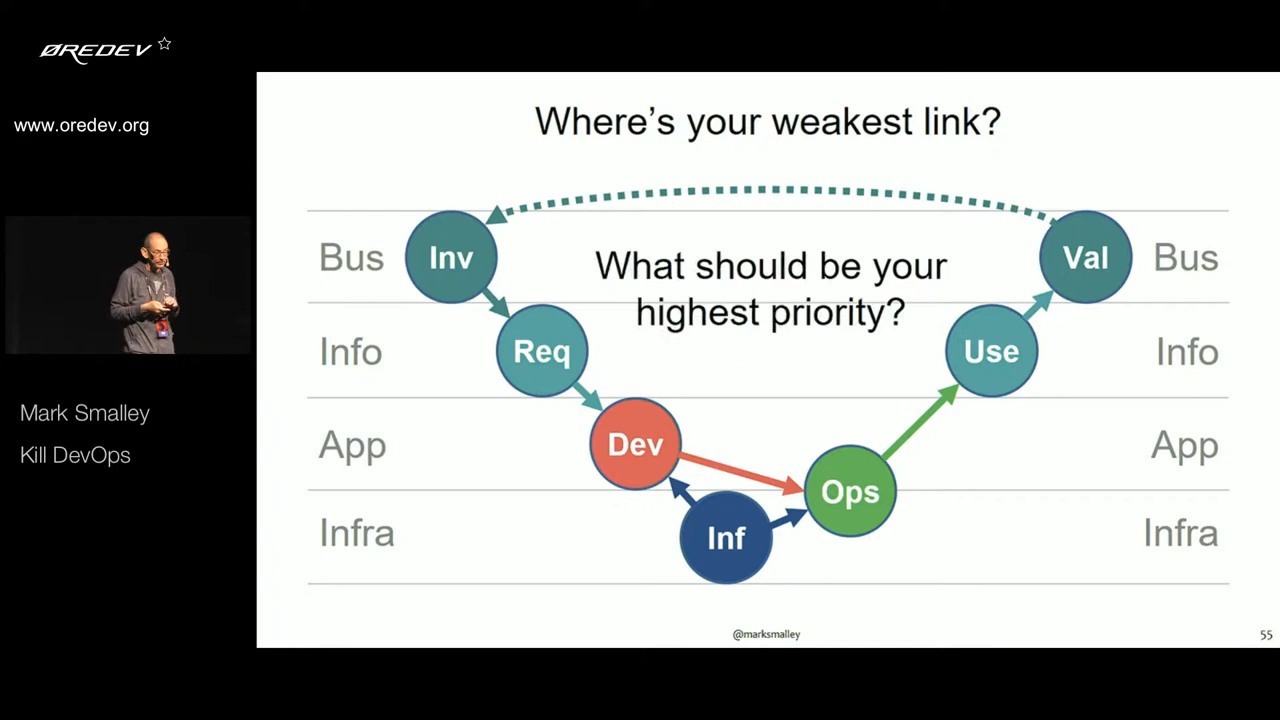 ØREDEV
www.oredev.org
Mark Smalley
Kill DevOps
Where's your weakest link?
What should be your
highest priority?
Bus
Inv
Val
Bus
Info
Req
Use
Info
App
Dev
App
Ops
Infra
Inf
Infra
@marksmalley
55